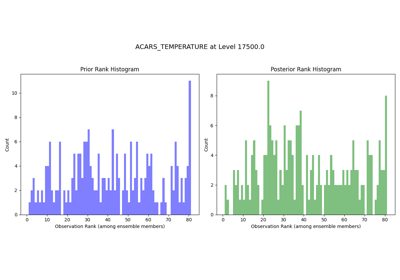 ACARS_TEMPERATURE at Level 17500.0
Prior Rank Histogram
Posterior Rank Histogram
Count
10
8
6
4
2
0
0 10 20 30 40 50 60 70 80
Observation Rank (among ensemble members)
Count
8
6
4
2
0
0 10 20 30 40 50 60 70 80
Observation Rank (among ensemble members)